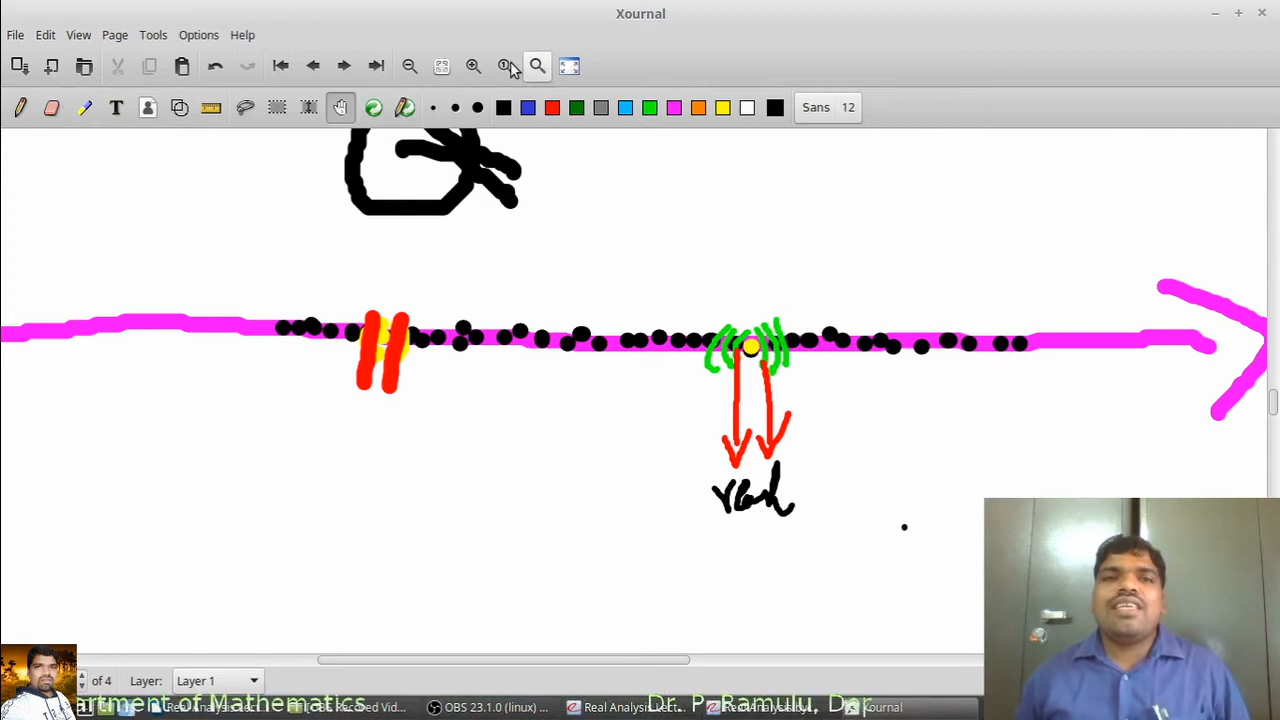 Xournal
File Edit View Page Tools Options Help
T Sans 12
real
of 4 Layer: Layer 1
OBS 23.1.0 (linux) ... Real Analysis Lect...
artment of Mathematics Dr. P. Ramulu, Dep